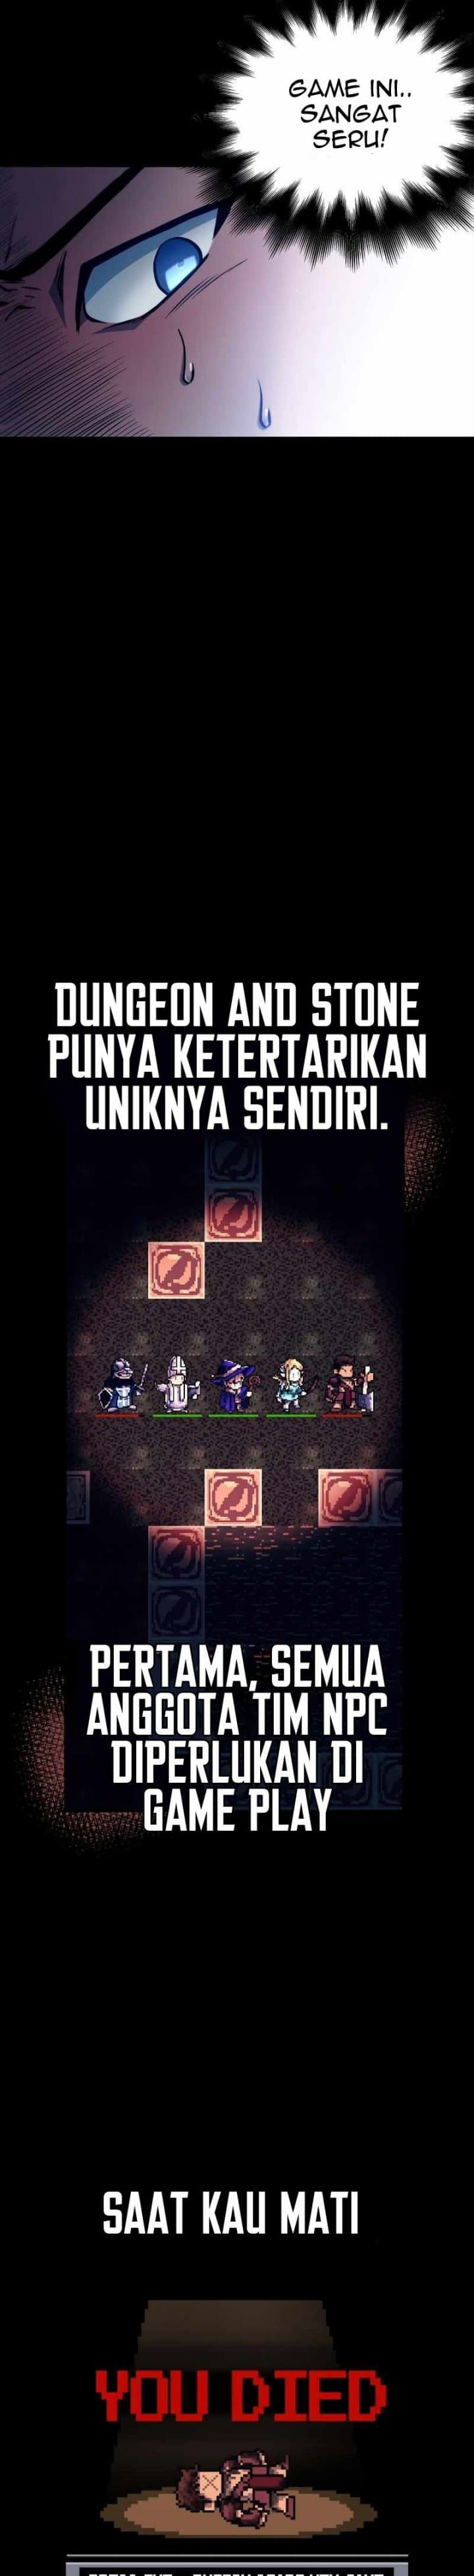 GAME INI..
SANGAT
SERU!
DUNGEON AND STONE
PUNYA KETERTARIKAN
UNIKNYA SENDIRI.
PERTAMA, SEMUA
ANGGOTA TIM NPC
DIPERLUKAN DI
GAME PLAY
SAAT KAU MATI
YOU DIED